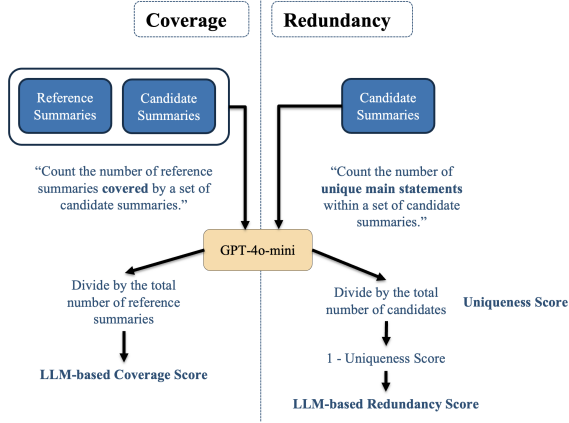 Coverage
Redundancy
Reference
Summaries
Candidate
Summaries
Candidate
Summaries
“Count the number of reference
summaries covered by a set of
candidate summaries.”
“Count the number of
unique main statements
within a set of candidate
summaries.”
GPT-4o-mini
Divide by the total
number of reference
summaries
LLM-based Coverage Score
Divide by the total
number of candidates
Uniqueness Score
1 - Uniqueness Score
LLM-based Redundancy Score